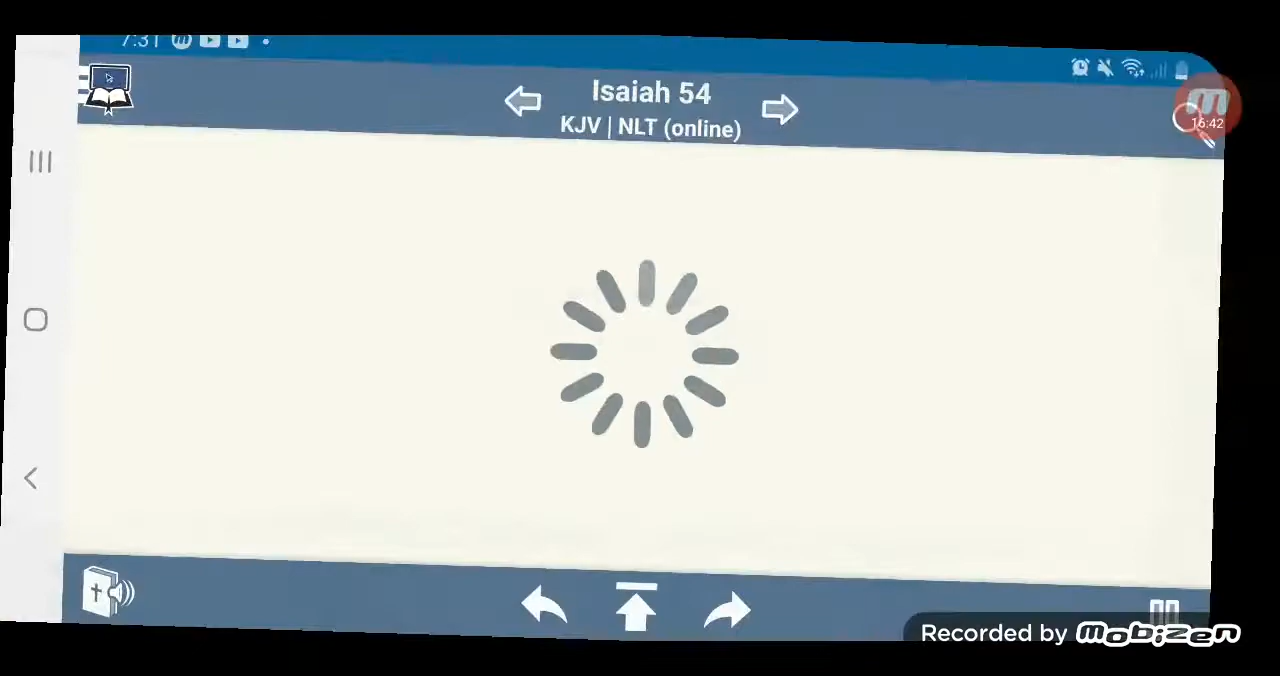 7:31
Isaiah 54
KJV | NLT (online)
16:42
Recorded by Mobizen